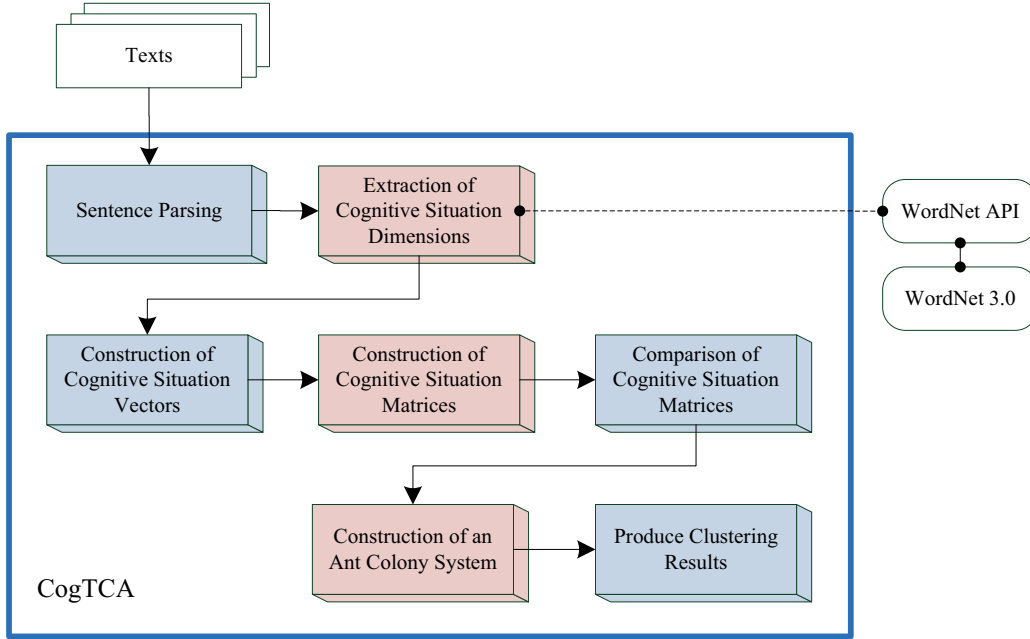 Texts
Sentence Parsing
Extraction of
Cognitive Situation
Dimensions
WordNet API
WordNet 3.0
Construction of
Cognitive Situation
Vectors
Construction of
Cognitive Situation
Matrices
Comparison of
Cognitive Situation
Matrices
Construction of an
Ant Colony System
Produce Clustering
Results
CogTCA